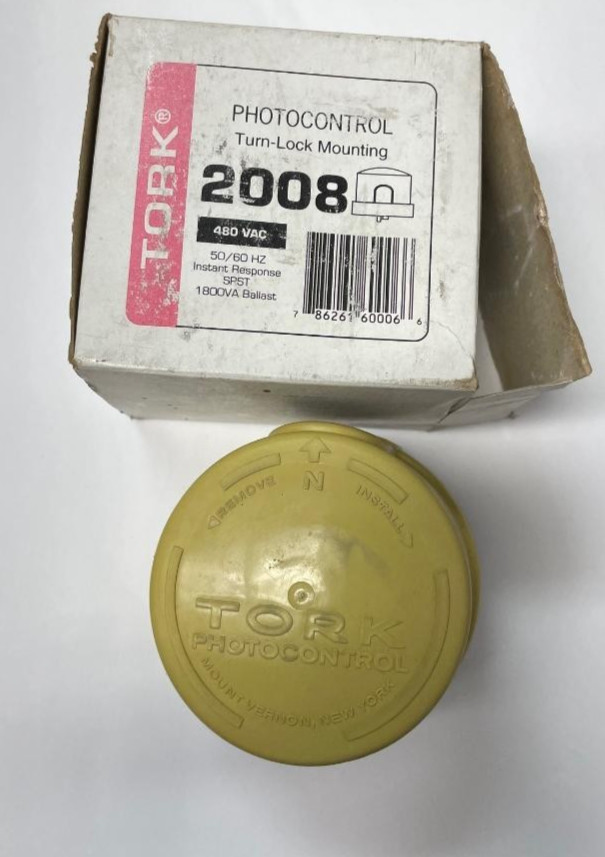 TORK®
PHOTOCONTROL
Turn-Lock Mounting
2008
480 VAC
50/60 HZ
Instant Response
SPST
1800VA Ballast
7 86261 60006 6
N
REMOVE
INSTALL
TORK
PHOTOCONTROL
MOUNT VERNON, NEW YORK